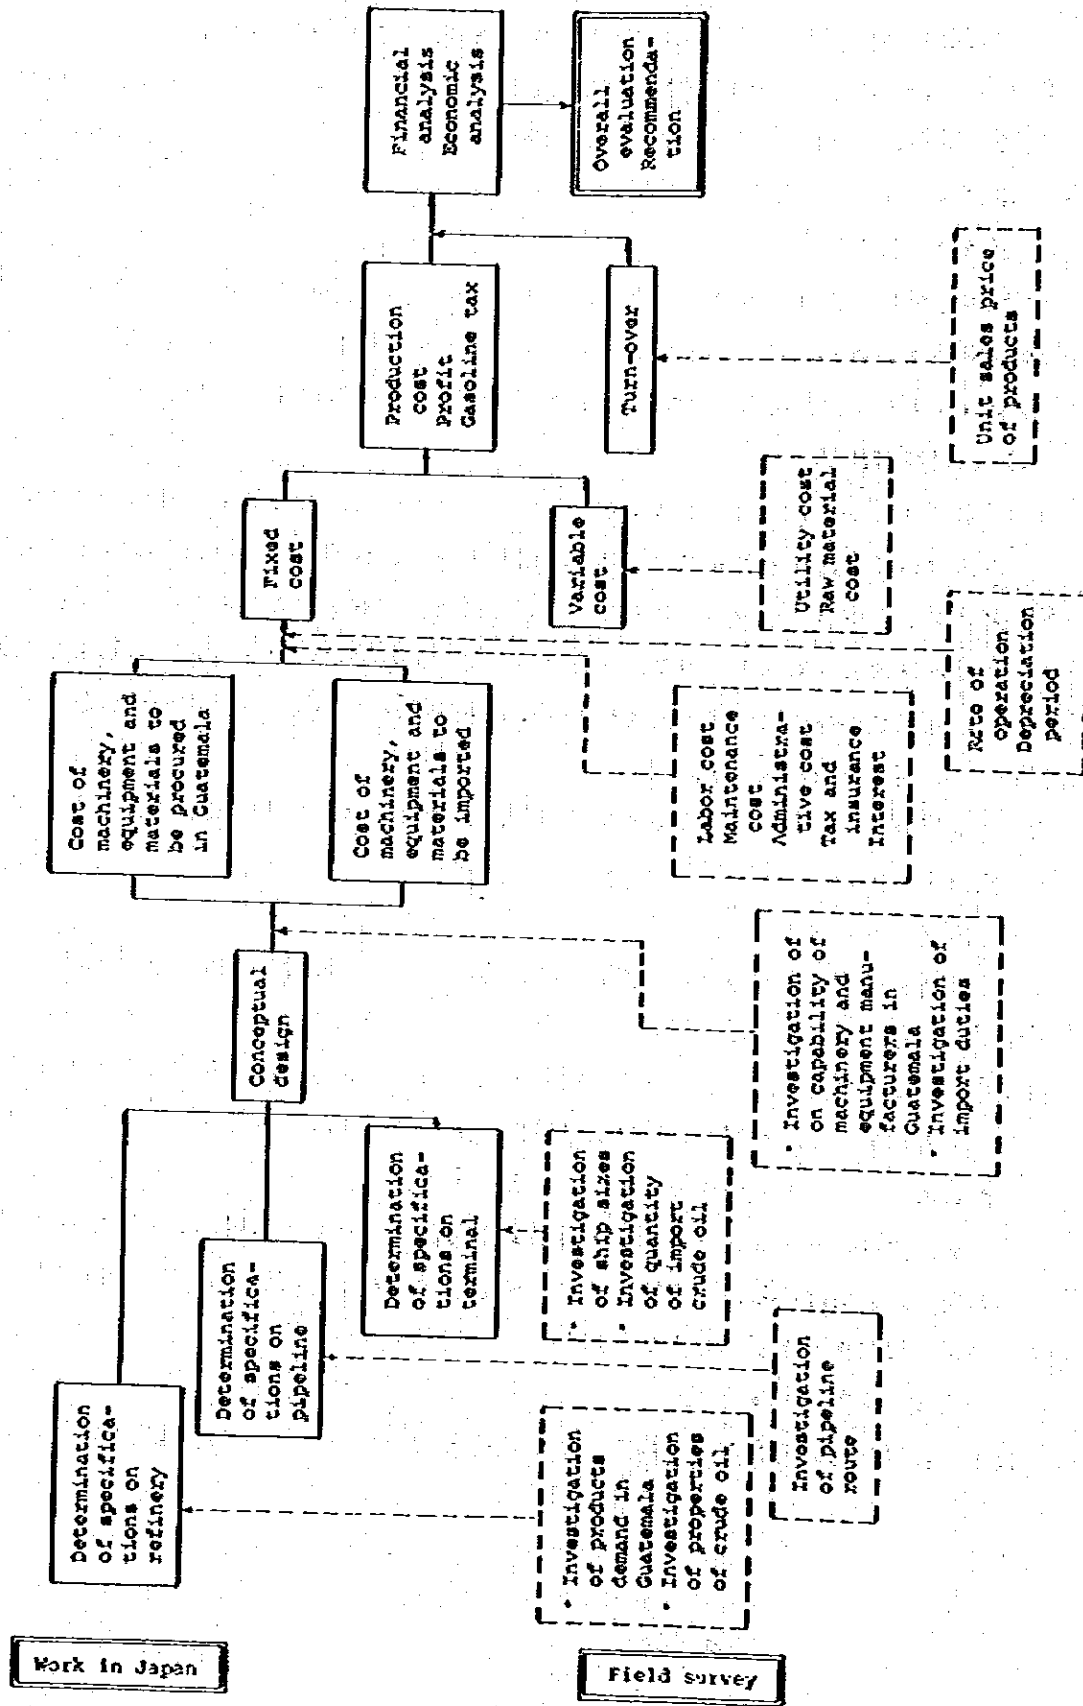 Work in Japan
Determination
of specifica-
tions on
refinery
Determination
of specifica-
tions on
pipeline
Determination
of specifica-
tions on
terminal
Conceptual
design
Cost of
machinery,
equipment and
materials to
be procured
in Guatemala
Cost of
machinery,
equipment and
materials to
be imported
Fixed
cost
Variable
cost
Production
cost
Profit
Gasoline tax
Turn-over
Financial
analysis
Economic
analysis
Overall
evaluation
Recommenda-
tion
Field survey
• Investigation
of products
demand in
Guatemala
• Investigation
of properties
of crude oil
Investigation
of pipeline
route
• Investigation
of ship sizes
• Investigation
of quantity
of import
crude oil
• Investigation of
on capability of
machinery and
equipment manu-
facturers in
Guatemala
• Investigation of
import duties
Labor cost
Maintenance
cost
Administra-
tive cost
Tax and
insurance
Interest
Rate of
operation
Depreciation
period
Utility cost
Raw material
cost
Unit sales price
of products